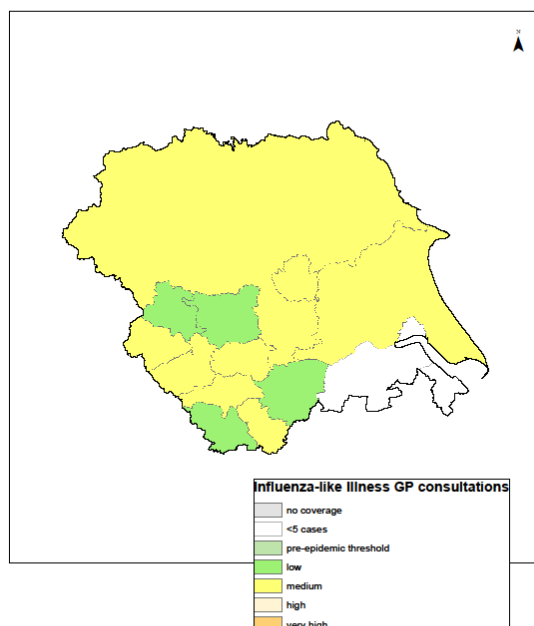 N
Influenza-like Illness GP consultations
no coverage
<5 cases
pre-epidemic threshold
low
medium
high
very high